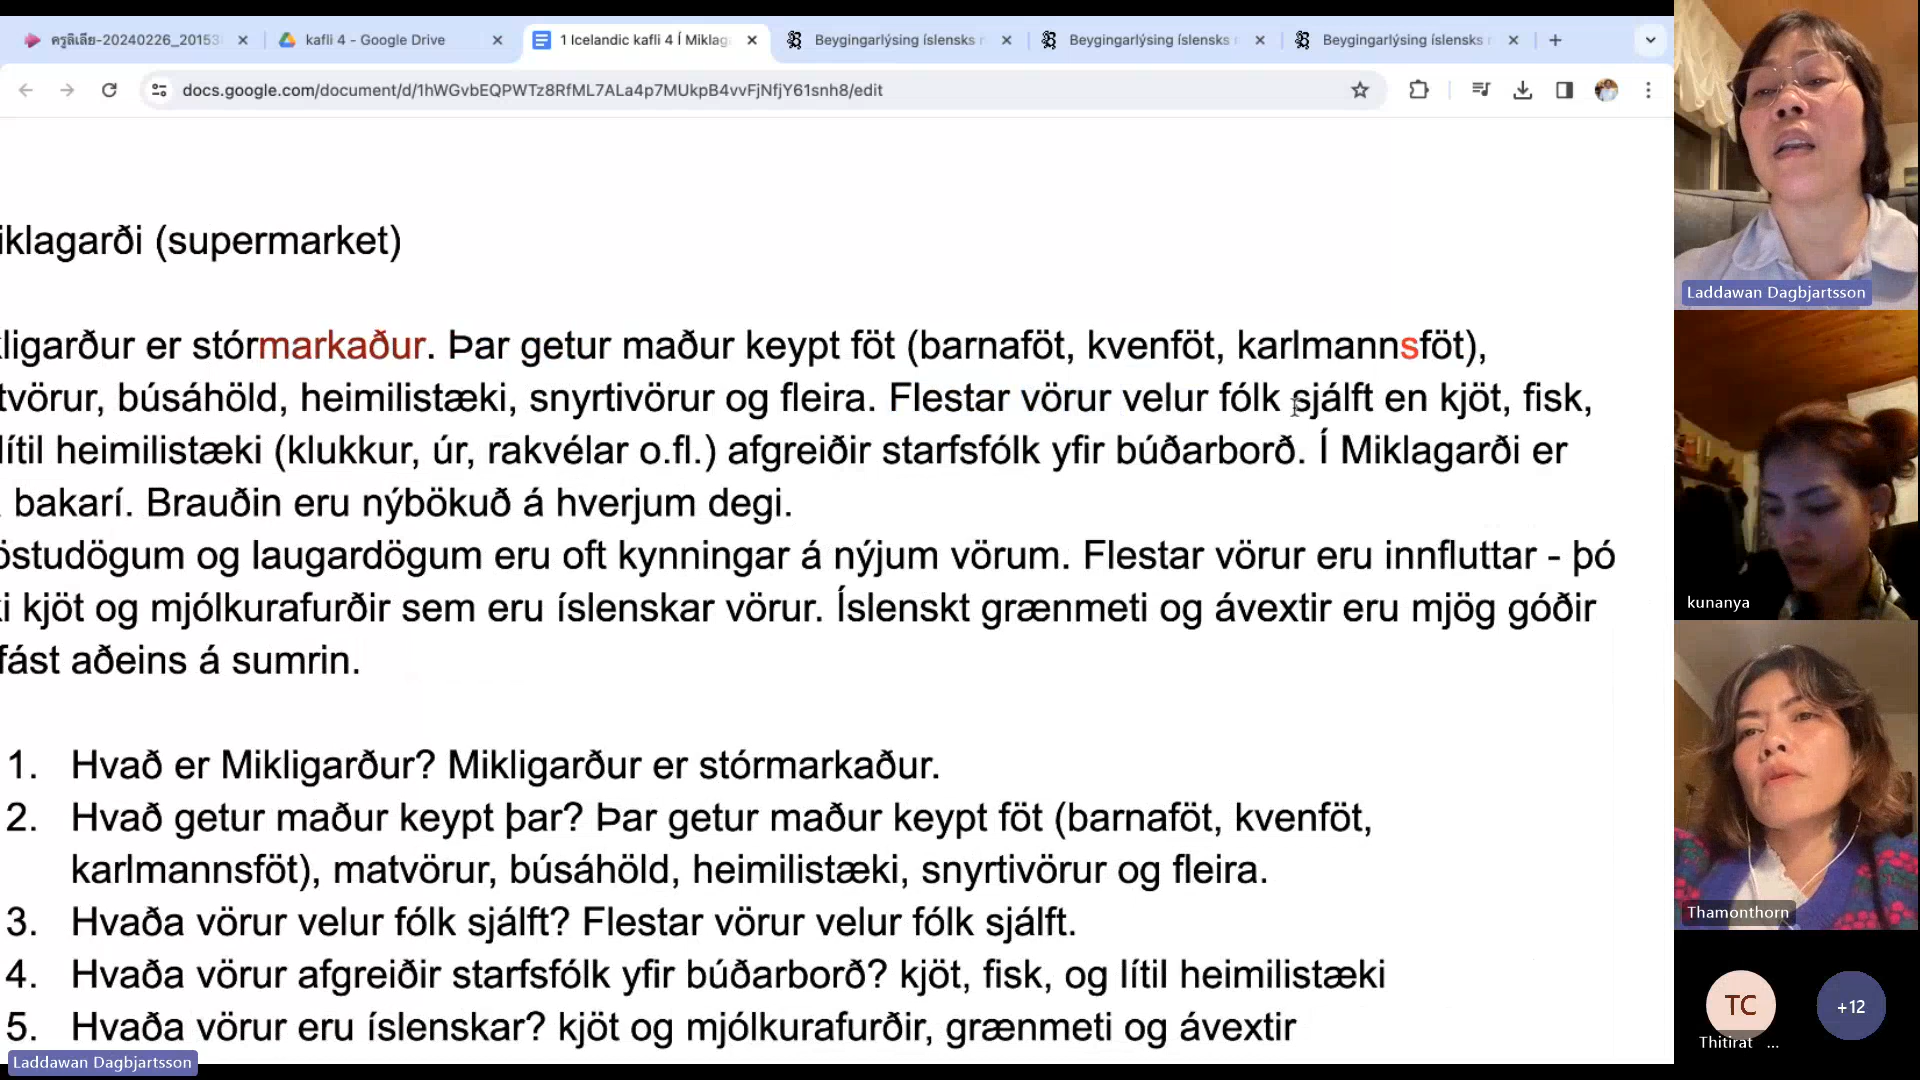 ครูลิเลีย-20240226_20153
kafli 4 - Google Drive
1 Icelandic kafli 4 Í Miklag
Beygingarlýsing íslensks
Beygingarlýsing íslensks
Beygingarlýsing íslensks
docs.google.com/document/d/1hWGvbEQPWTz8RfML7ALa4p7MUkpB4vvFjNfjY61snh8/edit
iklagarði (supermarket)
ligarður er stórmarkaður. Þar getur maður keypt föt (barnaföt, kvenföt, karlmannsföt),
tvörur, búsáhöld, heimilistæki, snyrtivörur og fleira. Flestar vörur velur fólk sjálft en kjöt, fisk,
lítil heimilistæki (klukkur, úr, rakvélar o.fl.) afgreiðir starfsfólk yfir búðarborð. Í Miklagarði er
bakarí. Brauðin eru nýbökuð á hverjum degi.
östudögum og laugardögum eru oft kynningar á nýjum vörum. Flestar vörur eru innfluttar - þó
i kjöt og mjólkurafurðir sem eru íslenskar vörur. Íslenskt grænmeti og ávextir eru mjög góðir
fást aðeins á sumrin.
1. Hvað er Mikligarður? Mikligarður er stórmarkaður.
2. Hvað getur maður keypt þar? Þar getur maður keypt föt (barnaföt, kvenföt,
karlmannsföt), matvörur, búsáhöld, heimilistæki, snyrtivörur og fleira.
3. Hvaða vörur velur fólk sjálft? Flestar vörur velur fólk sjálft.
4. Hvaða vörur afgreiðir starfsfólk yfir búðarborð? kjöt, fisk, og lítil heimilistæki
5. Hvaða vörur eru íslenskar? kjöt og mjólkurafurðir, grænmeti og ávextir
Laddawan Dagbjartsson
Laddawan Dagbjartsson
kunanya
Thamonthorn
TC
+12
Thitirat ...